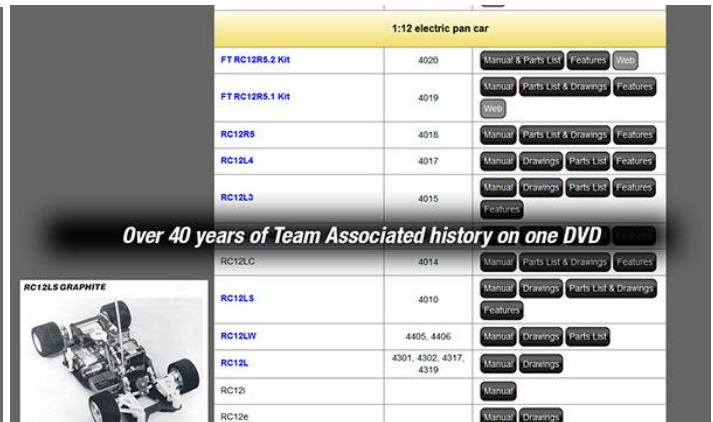 1:12 electric pan car
FT RC12R5.2 Kit 4020 Manual & Parts List Features Web
FT RC12R5.1 Kit 4019 Manual Parts List & Drawings Features
Web
RC12R5 4018 Manual Parts List & Drawings Features
RC12L4 4017 Manual Drawings Parts List Features
RC12L3 4015 Manual Drawings Parts List Features
Features
Over 40 years of Team Associated history on one DVD
RC12LC 4014 Manual Parts List & Drawings Features
RC12LS GRAPHITE
RC12LS 4010 Manual Drawings Parts List & Drawings
Features
RC12LW 4405, 4406 Manual Drawings Parts List
RC12L 4301, 4302, 4317, 4319 Manual Drawings
RC12i Manual
RC12e Manual Drawings